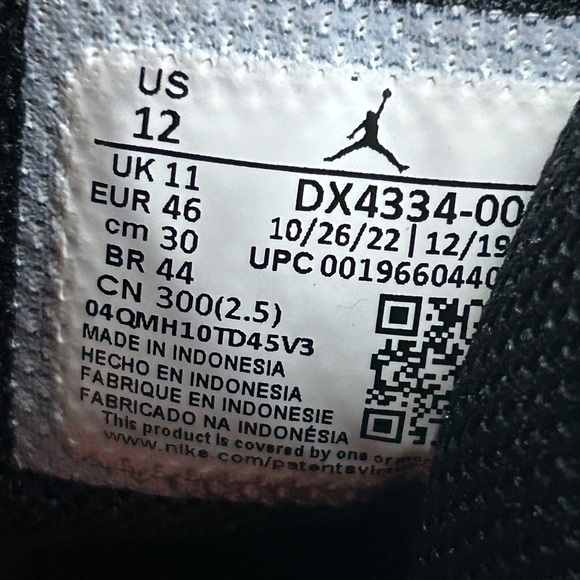 US
12
UK 11
EUR 46
cm 30
BR 44
CN 300(2.5)
DX4334-00
10/26/22 | 12/19
UPC 0019660440
04QMH10TD45V3
MADE IN INDONESIA
HECHO EN INDONESIA
FABRIQUE EN INDONESIE
FABRICADO NA INDONÉSIA
This product is covered by one or
www.nike.com/patents